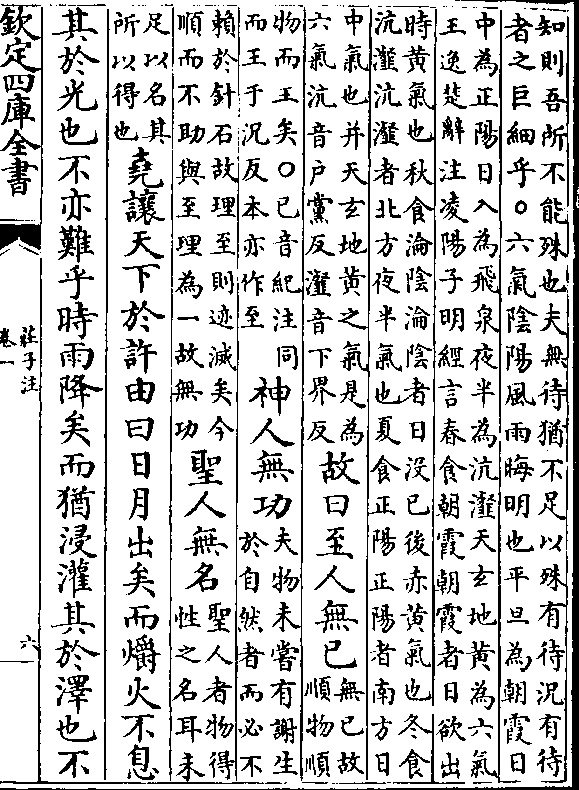 知則吾所不能殊也夫無待猶不足以殊有待況有待
者之巨細乎○六氣陰陽風雨晦明也平旦為朝霞日
中為正陽日入為飛泉夜半為沆瀣天玄地黄為六氣
王逸楚辭注凌陽子明經言春食朝霞朝霞者日欲出
時黄氣也秋食淪陰淪陰者日没已後赤黄氣也冬食
沆瀣沆瀣者北方夜半氣也夏食正陽正陽者南方日
中氣也并天玄地黄之氣是為
六氣沆音户黨反瀣音下界反
故曰至人無已
無已故
順物順
物而王矣○已音紀注同
而王于況反本亦作至
神人無功
夫物未嘗有謝生
於自然者而必不
賴於針石故理至則迹滅矣今
順而不助與至理為一故無功
聖人無名
聖人者物得
性之名耳未
足以名其
所以得也
堯讓天下於許由曰日月出矣而爝火不息
其於光也不亦難乎時雨降矣而猶浸灌其於澤也不
欽定四庫全書
莊子注
卷一
六